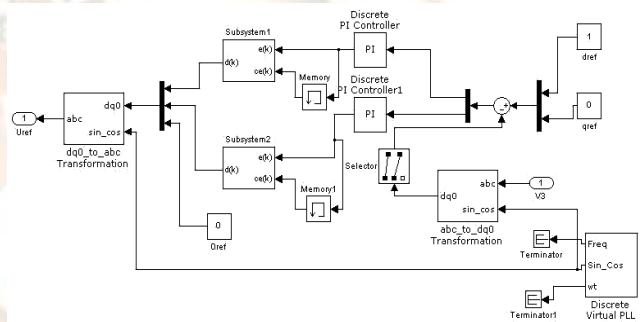 Discrete
PI Controller
Subsystem1
e(k)
d(k)
ce(k)
Memory
PI
1
dref
Discrete
PI Controller1
PI
0
qref
1
Uref
dq0
abc
sin_cos
dq0_to_abc
Transformation
Subsystem2
e(k)
d(k)
ce(k)
Memory1
0
0ref
Selector
-+
abc
dq0
sin_cos
abc_to_dq0
Transformation
1
V3
Freq
Sin_Cos
wt
Discrete
Virtual PLL
Terminator
Terminator1